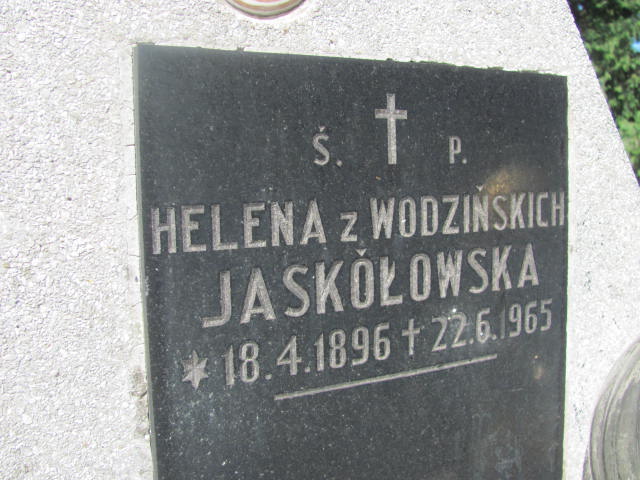 Ś. P.
HELENA z WODZIŃSKICH
JASKÓŁOWSKA
* 18.4.1896 † 22.6.1965